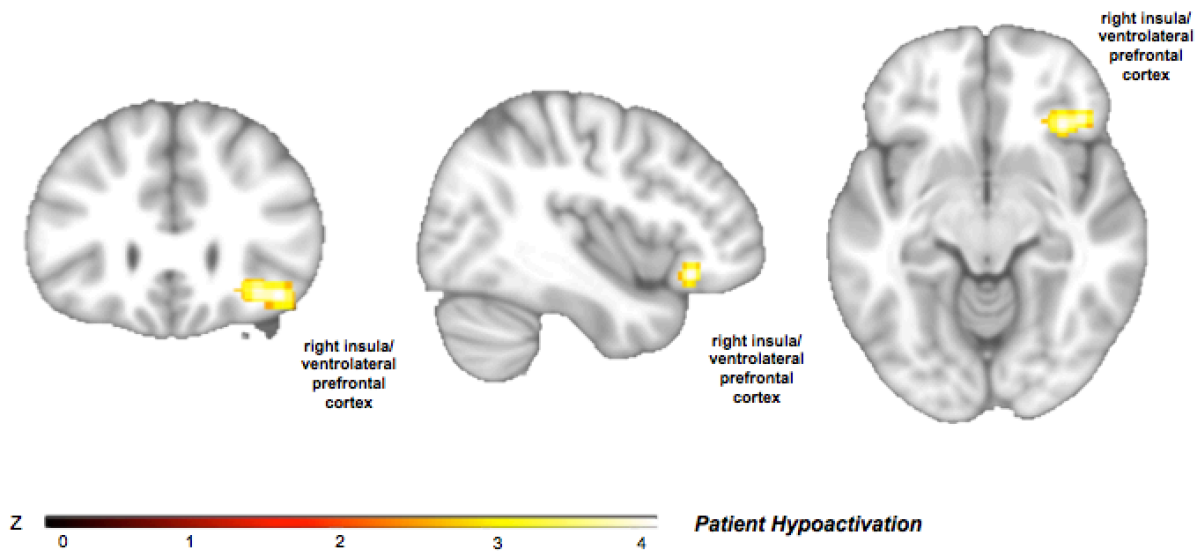 right insula/
ventrolateral
prefrontal
cortex
right insula/
ventrolateral
prefrontal
cortex
right insula/
ventrolateral
prefrontal
cortex
Z
0 1 2 3 4
Patient Hypoactivation